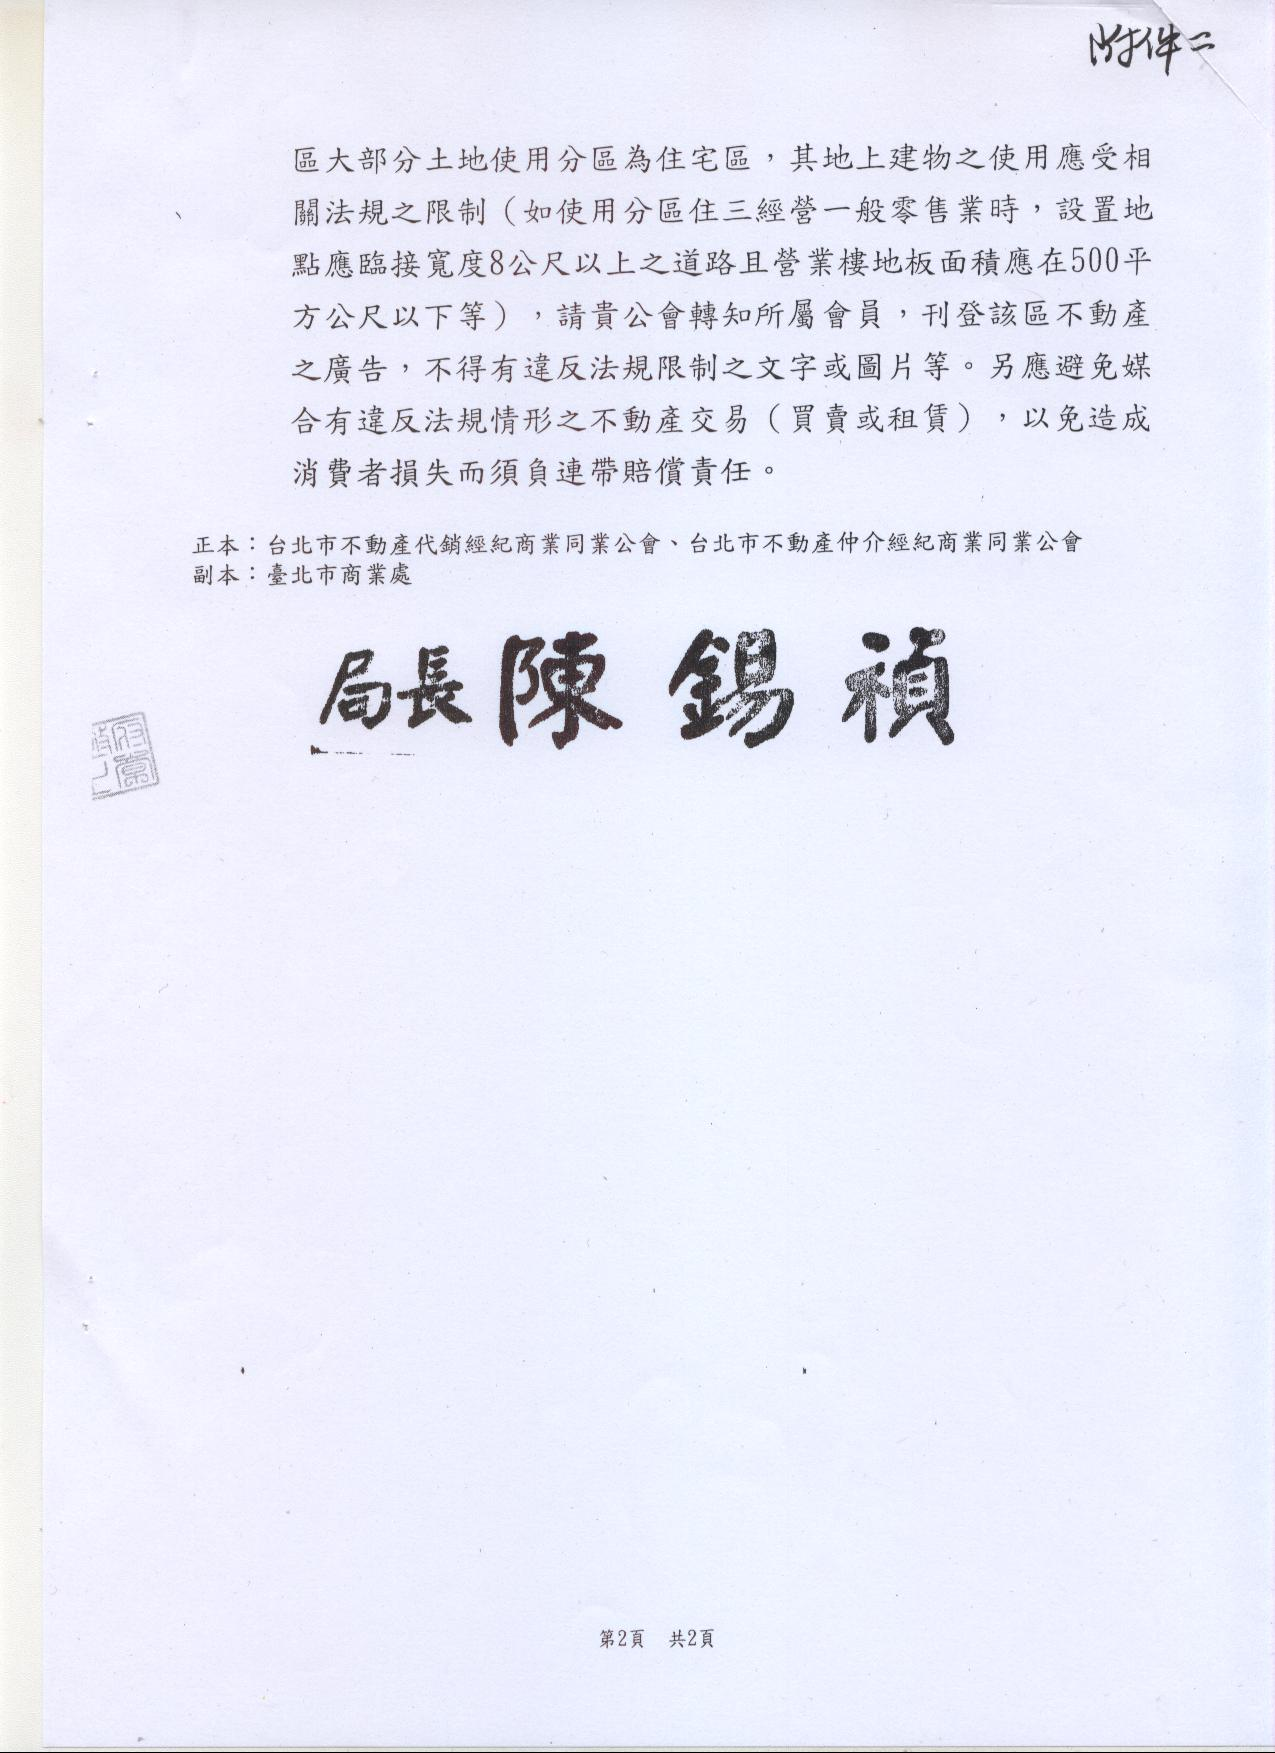 附件二
區大部分土地使用分區為住宅區，其地上建物之使用應受相
關法規之限制（如使用分區住三經營一般零售業時，設置地
點應臨接寬度8公尺以上之道路且營業樓地板面積應在500平
方公尺以下等），請貴公會轉知所屬會員，刊登該區不動產
之廣告，不得有違反法規限制之文字或圖片等。另應避免媒
合有違反法規情形之不動產交易（買賣或租賃），以免造成
消費者損失而須負連帶賠償責任。
正本：台北市不動產代銷經紀商業同業公會、台北市不動產仲介經紀商業同業公會
副本：臺北市商業處
局長陳錫禎
第2頁 共2頁